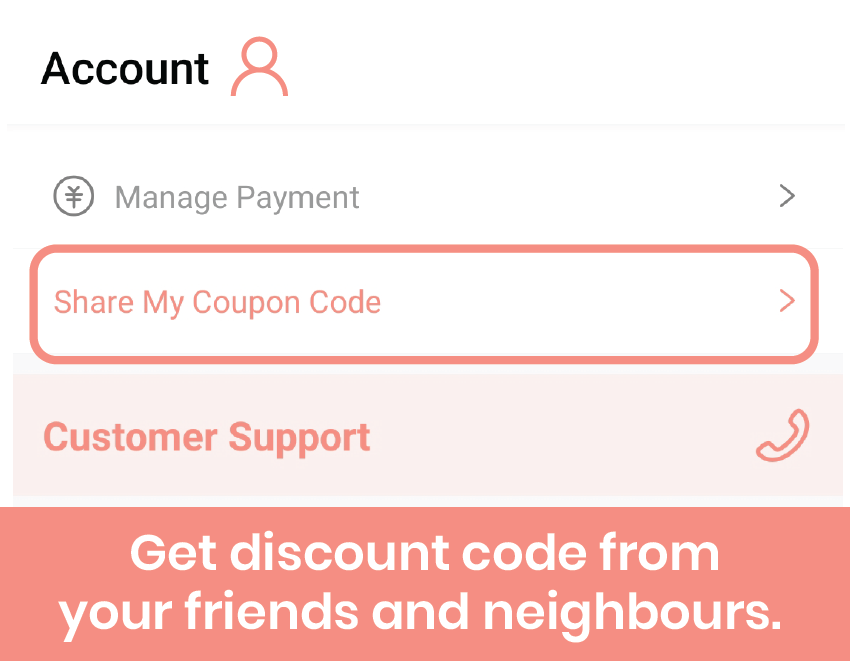 Account
¥ Manage Payment
Share My Coupon Code
Customer Support
Get discount code from
your friends and neighbours.